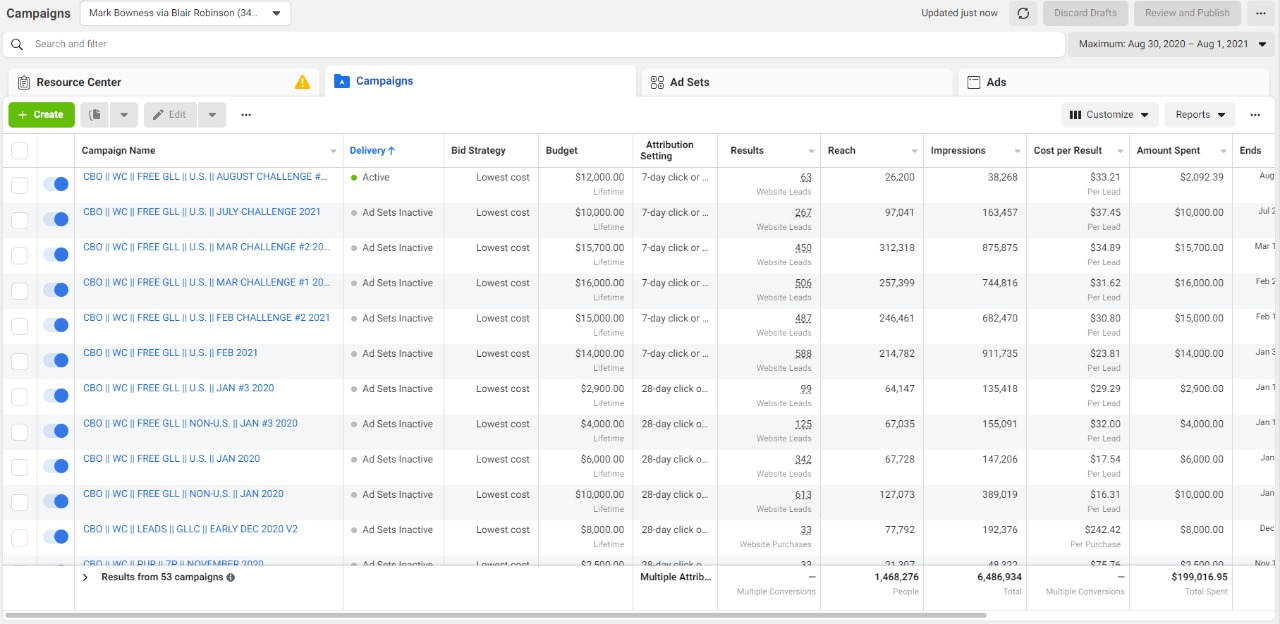 Campaigns
Mark Bowness via Blair Robinson (34...
Updated just now
Discard Drafts
Review and Publish
Search and filter
Maximum: Aug 30, 2020 – Aug 1, 2021
Resource Center
Campaigns
Ad Sets
Ads
+ Create
Edit
Customize
Reports
Campaign Name Delivery ↑ Bid Strategy Budget Attribution Setting Results Reach Impressions Cost per Result Amount Spent Ends
CBO || WC || FREE GLL || U.S. || AUGUST CHALLENGE #... Active Lowest cost $12,000.00 7-day click or ... 63 26,200 38,268 $33.21 $2,092.39 Aug
Lifetime Website Leads Per Lead
CBO || WC || FREE GLL || U.S. || JULY CHALLENGE 2021 Ad Sets Inactive Lowest cost $10,000.00 7-day click or ... 267 97,041 163,457 $37.45 $10,000.00 Jul 2
Lifetime Website Leads Per Lead
CBO || WC || FREE GLL || U.S. || MAR CHALLENGE #2 20... Ad Sets Inactive Lowest cost $15,700.00 7-day click or ... 450 312,318 875,875 $34.89 $15,700.00 Mar 1
Lifetime Website Leads Per Lead
CBO || WC || FREE GLL || U.S. || MAR CHALLENGE #1 20... Ad Sets Inactive Lowest cost $16,000.00 7-day click or ... 506 257,399 744,816 $31.62 $16,000.00 Feb 2
Lifetime Website Leads Per Lead
CBO || WC || FREE GLL || U.S. || FEB CHALLENGE #2 2021 Ad Sets Inactive Lowest cost $15,000.00 7-day click or ... 487 246,461 682,470 $30.80 $15,000.00 Feb 1
Lifetime Website Leads Per Lead
CBO || WC || FREE GLL || U.S. || FEB 2021 Ad Sets Inactive Lowest cost $14,000.00 7-day click or ... 588 214,782 911,735 $23.81 $14,000.00 Jan 3
Lifetime Website Leads Per Lead
CBO || WC || FREE GLL || U.S. || JAN #3 2020 Ad Sets Inactive Lowest cost $2,900.00 28-day click o... 99 64,147 135,418 $29.29 $2,900.00 Jan 1
Lifetime Website Leads Per Lead
CBO || WC || FREE GLL || NON-U.S. || JAN #3 2020 Ad Sets Inactive Lowest cost $4,000.00 28-day click o... 125 67,035 155,091 $32.00 $4,000.00 Jan 1
Lifetime Website Leads Per Lead
CBO || WC || FREE GLL || U.S. || JAN 2020 Ad Sets Inactive Lowest cost $6,000.00 28-day click o... 342 67,728 147,206 $17.54 $6,000.00 Jan
Lifetime Website Leads Per Lead
CBO || WC || FREE GLL || NON-U.S. || JAN 2020 Ad Sets Inactive Lowest cost $10,000.00 28-day click o... 613 127,073 389,019 $16.31 $10,000.00 Jan
Lifetime Website Leads Per Lead
CBO || WC || LEADS || GLLC || EARLY DEC 2020 V2 Ad Sets Inactive Lowest cost $8,000.00 28-day click o... 33 77,792 192,376 $242.42 $8,000.00 Dec
Lifetime Website Purchases Per Purchase
CBO || WC || PUR || 7P || NOVEMBER 2020 Ad Sets Inactive Lowest cost $2,500.00 28-day click o... 33 21,307 48,322 $75.76 $2,500.00 Nov 1
Results from 53 campaigns Multiple Attrib... — 1,468,276 6,486,934 — $199,016.95
Multiple Conversions People Total Multiple Conversions Total Spent